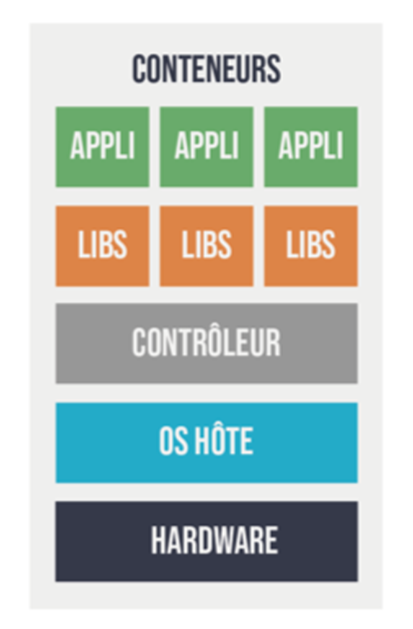 CONTENEURS
APPLI APPLI APPLI
LIBS LIBS LIBS
CONTRÔLEUR
OS HÔTE
HARDWARE